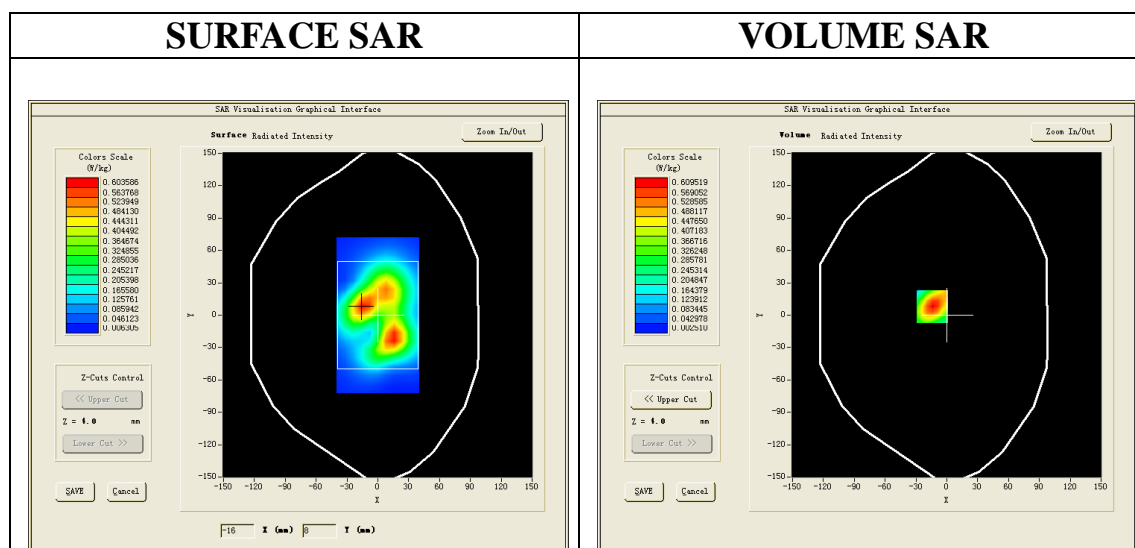 SURFACE SAR
VOLUME SAR
SAR Visualisation Graphical Interface
Surface Radiated Intensity
Zoom In/Out
Colors Scale
(W/kg)
0.603586
0.563768
0.523949
0.484130
0.444311
0.404492
0.364674
0.324855
0.285036
0.245217
0.205398
0.165580
0.125761
0.085942
0.046123
0.006305
150
120
90
60
30
0
-30
-60
-90
-120
-150
Y
-150 -120 -90 -60 -30 0 30 60 90 120 150
X
Z-Cuts Control
<< Upper Cut
Z = 4.0 mm
Lower Cut >>
SAVE Cancel
-16 X (mm) 8 Y (mm)
SAR Visualisation Graphical Interface
Volume Radiated Intensity
Zoom In/Out
Colors Scale
(W/kg)
0.609519
0.569052
0.528585
0.488117
0.447650
0.407183
0.366716
0.326248
0.285781
0.245314
0.204847
0.164379
0.123912
0.083445
0.042978
0.002510
150
120
90
60
30
0
-30
-60
-90
-120
-150
Y
-150 -120 -90 -60 -30 0 30 60 90 120 150
X
Z-Cuts Control
<< Upper Cut
Z = 4.0 mm
Lower Cut >>
SAVE Cancel